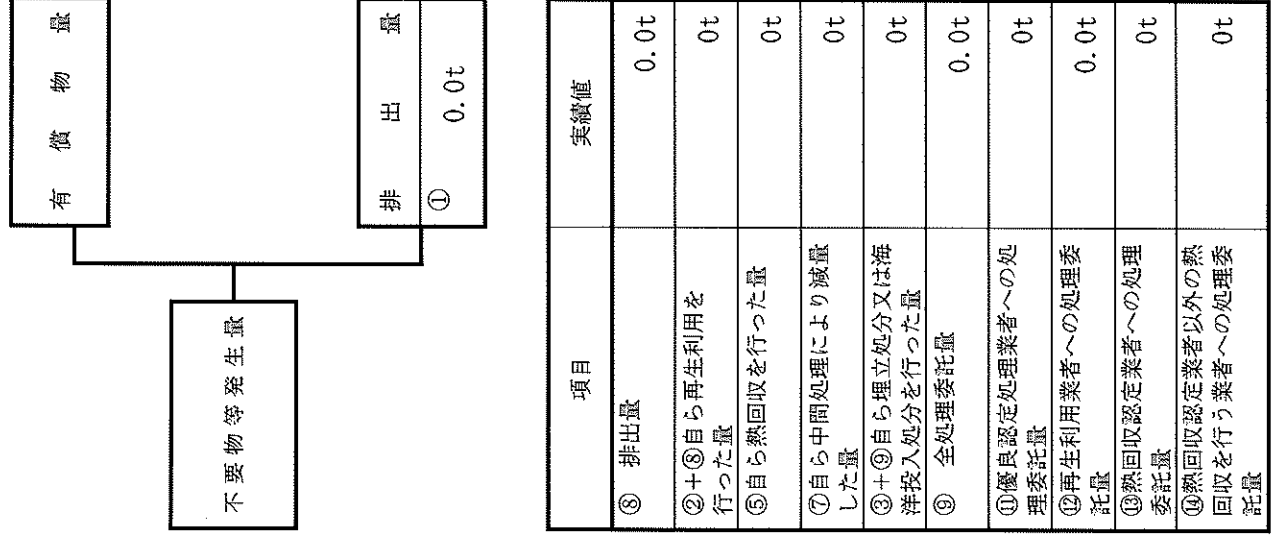 有償物量
不要物等発生量
排出量
① 0.0t
項目 実績値
⑧ 排出量 0.0t
②+⑧自ら再生利用を
行った量 0t
⑤自ら熱回収を行った量 0t
⑦自ら中間処理により減量
した量 0t
③+⑨自ら埋立処分又は海
洋投入処分を行った量 0t
⑨ 全処理委託量 0.0t
⑪優良認定処理業者への処
理委託量 0t
⑫再生利用業者への処理委
託量 0.0t
⑬熱回収認定業者への処理
委託量 0t
⑭熱回収認定業者以外の熱
回収を行う業者への処理委
託量 0t